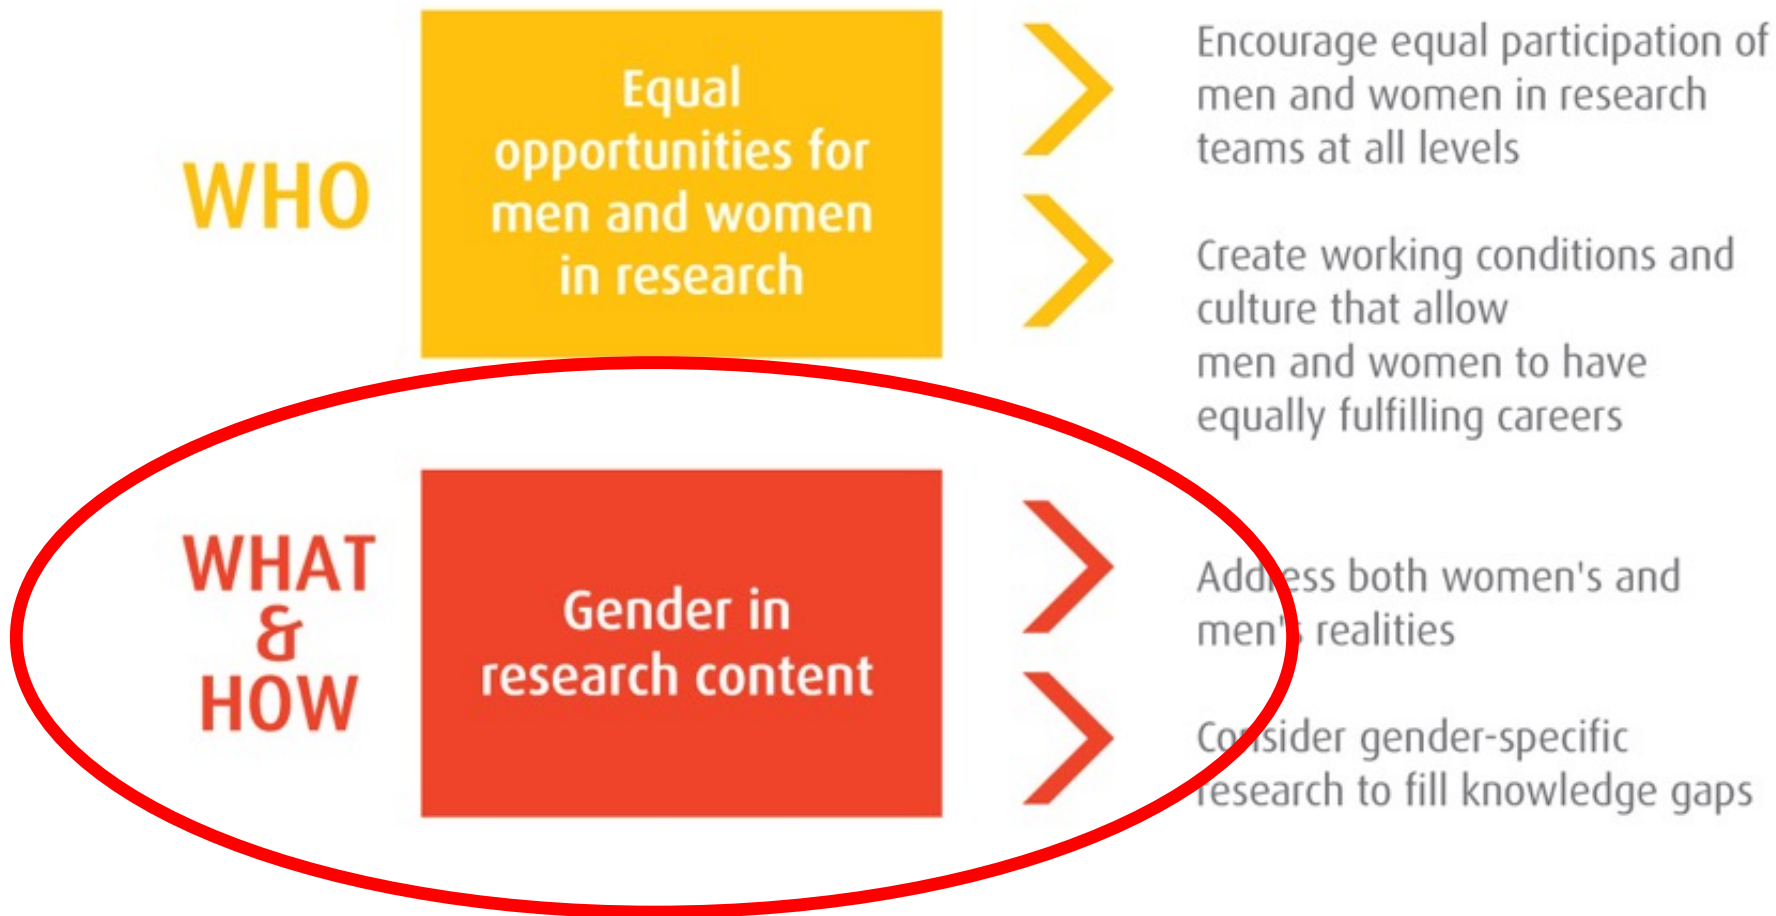 WHO
Equal
opportunities for
men and women
in research
Encourage equal participation of
men and women in research
teams at all levels
Create working conditions and
culture that allow
men and women to have
equally fulfilling careers
WHAT
&
HOW
Gender in
research content
Address both women's and
men's realities
Consider gender-specific
research to fill knowledge gaps